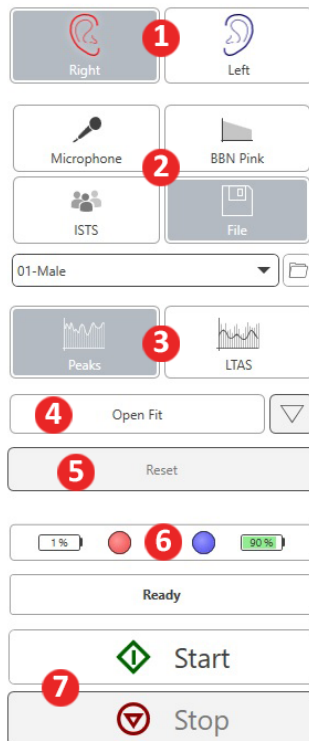 1
Right Left
2
Microphone BBN Pink
ISTS File
01-Male
3
Peaks LTAS
4 Open Fit
5 Reset
1 % 6 90 %
Ready
Start
7
Stop